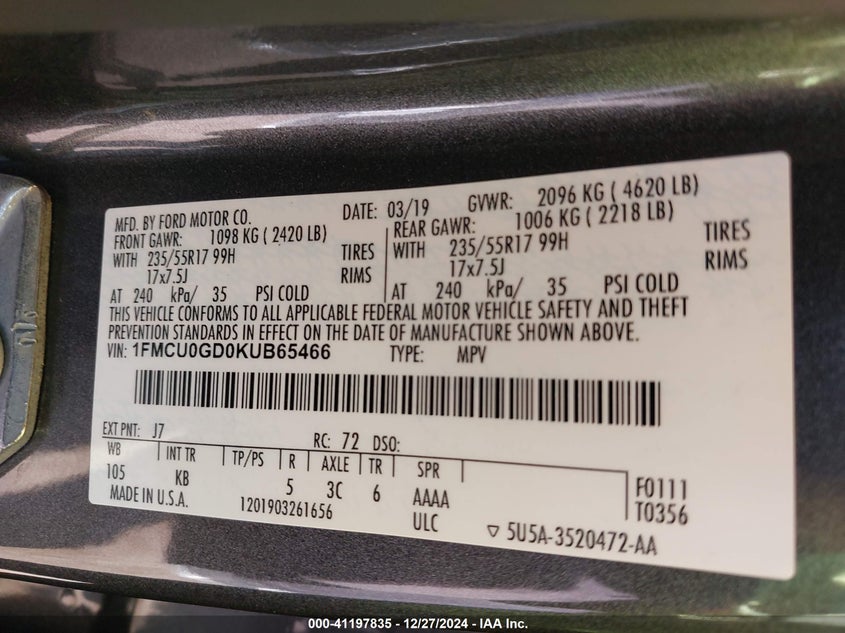 MFD. BY FORD MOTOR CO. DATE: 03/19 GVWR: 2096 KG ( 4620 LB)
FRONT GAWR: 1098 KG ( 2420 LB) REAR GAWR: 1006 KG ( 2218 LB)
WITH 235/55R17 99H TIRES WITH 235/55R17 99H TIRES
17x7.5J RIMS 17x7.5J RIMS
AT 240 kPa/ 35 PSI COLD AT 240 kPa/ 35 PSI COLD
THIS VEHICLE CONFORMS TO ALL APPLICABLE FEDERAL MOTOR VEHICLE SAFETY AND THEFT
PREVENTION STANDARDS IN EFFECT ON THE DATE OF MANUFACTURE SHOWN ABOVE.
VIN: 1FMCU0GD0KUB65466 TYPE: MPV
EXT PNT: J7 RC: 72 DSO:
WB INT TR TP/PS R AXLE TR SPR
105 KB 5 3C 6 AAAA F0111
MADE IN U.S.A. 1201903261656 ULC T0356
▽ 5U5A-3520472-AA
000-41197835 - 12/27/2024 - IAA Inc.